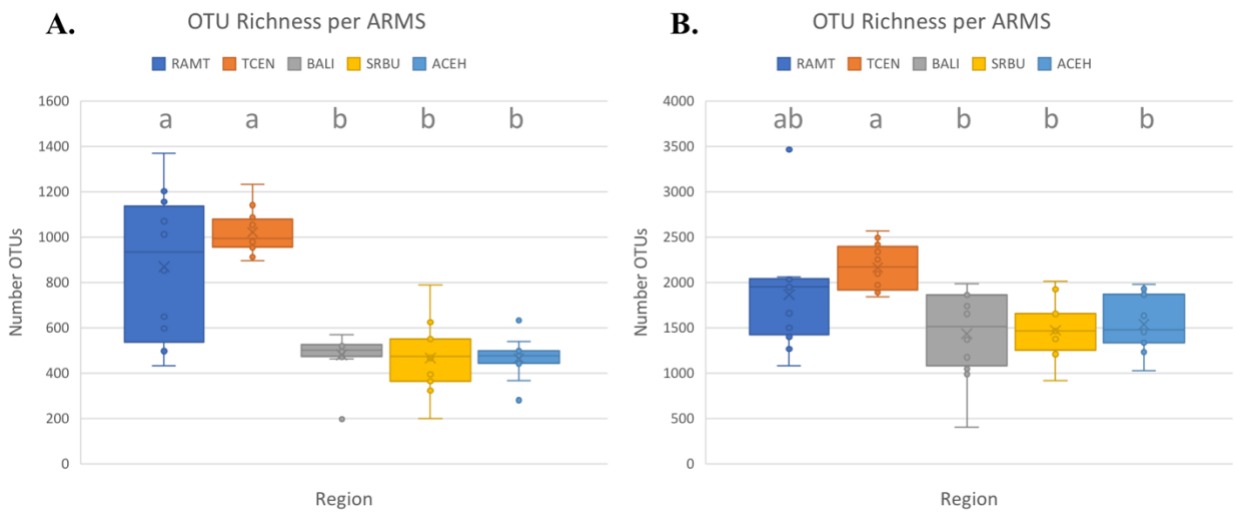 A.
OTU Richness per ARMS
RAMT TCEN BALI SRBU ACEH
Number OTUs
1600
1400
1200
1000
800
600
400
200
0
a a b b b
Region
B.
OTU Richness per ARMS
RAMT TCEN BALI SRBU ACEH
Number OTUs
4000
3500
3000
2500
2000
1500
1000
500
0
ab a b b b
Region